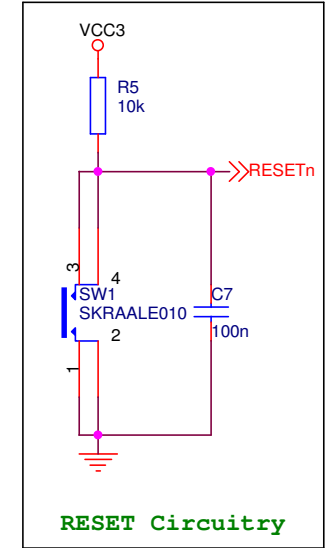 VCC3
R5
10k
RESETn
3
4
SW1
SKRAALE010
2
1
C7
100n
RESET Circuitry